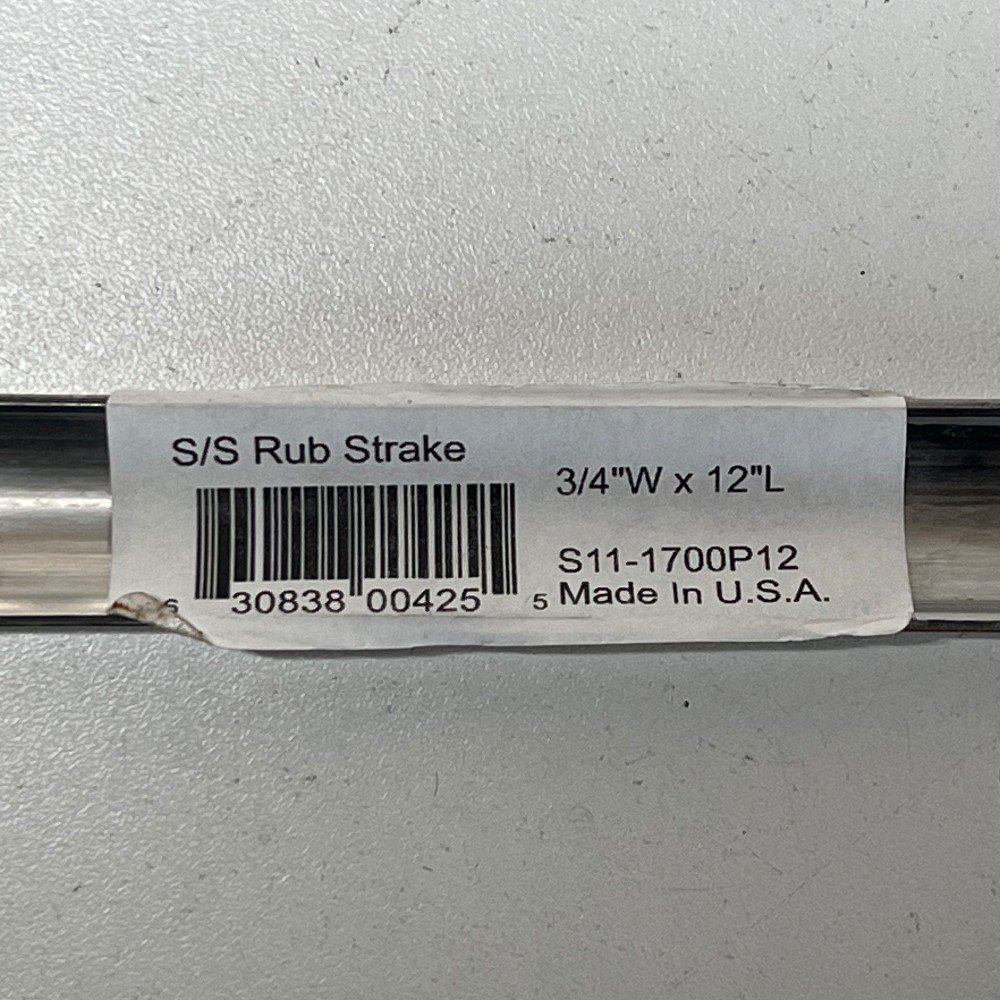 S/S Rub Strake
3/4"W x 12"L
6 30838 00425 5
S11-1700P12
Made In U.S.A.